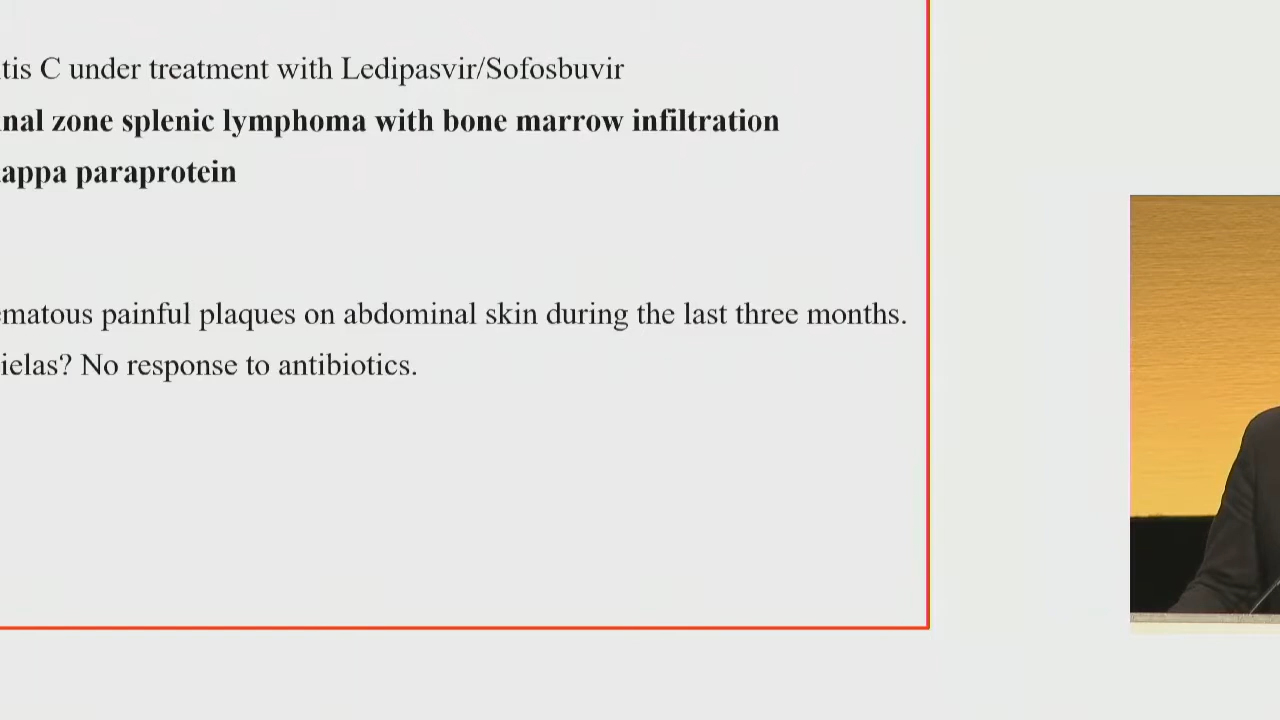 tis C under treatment with Ledipasvir/Sofosbuvir
nal zone splenic lymphoma with bone marrow infiltration
appa paraprotein
ematous painful plaques on abdominal skin during the last three months.
ielas? No response to antibiotics.